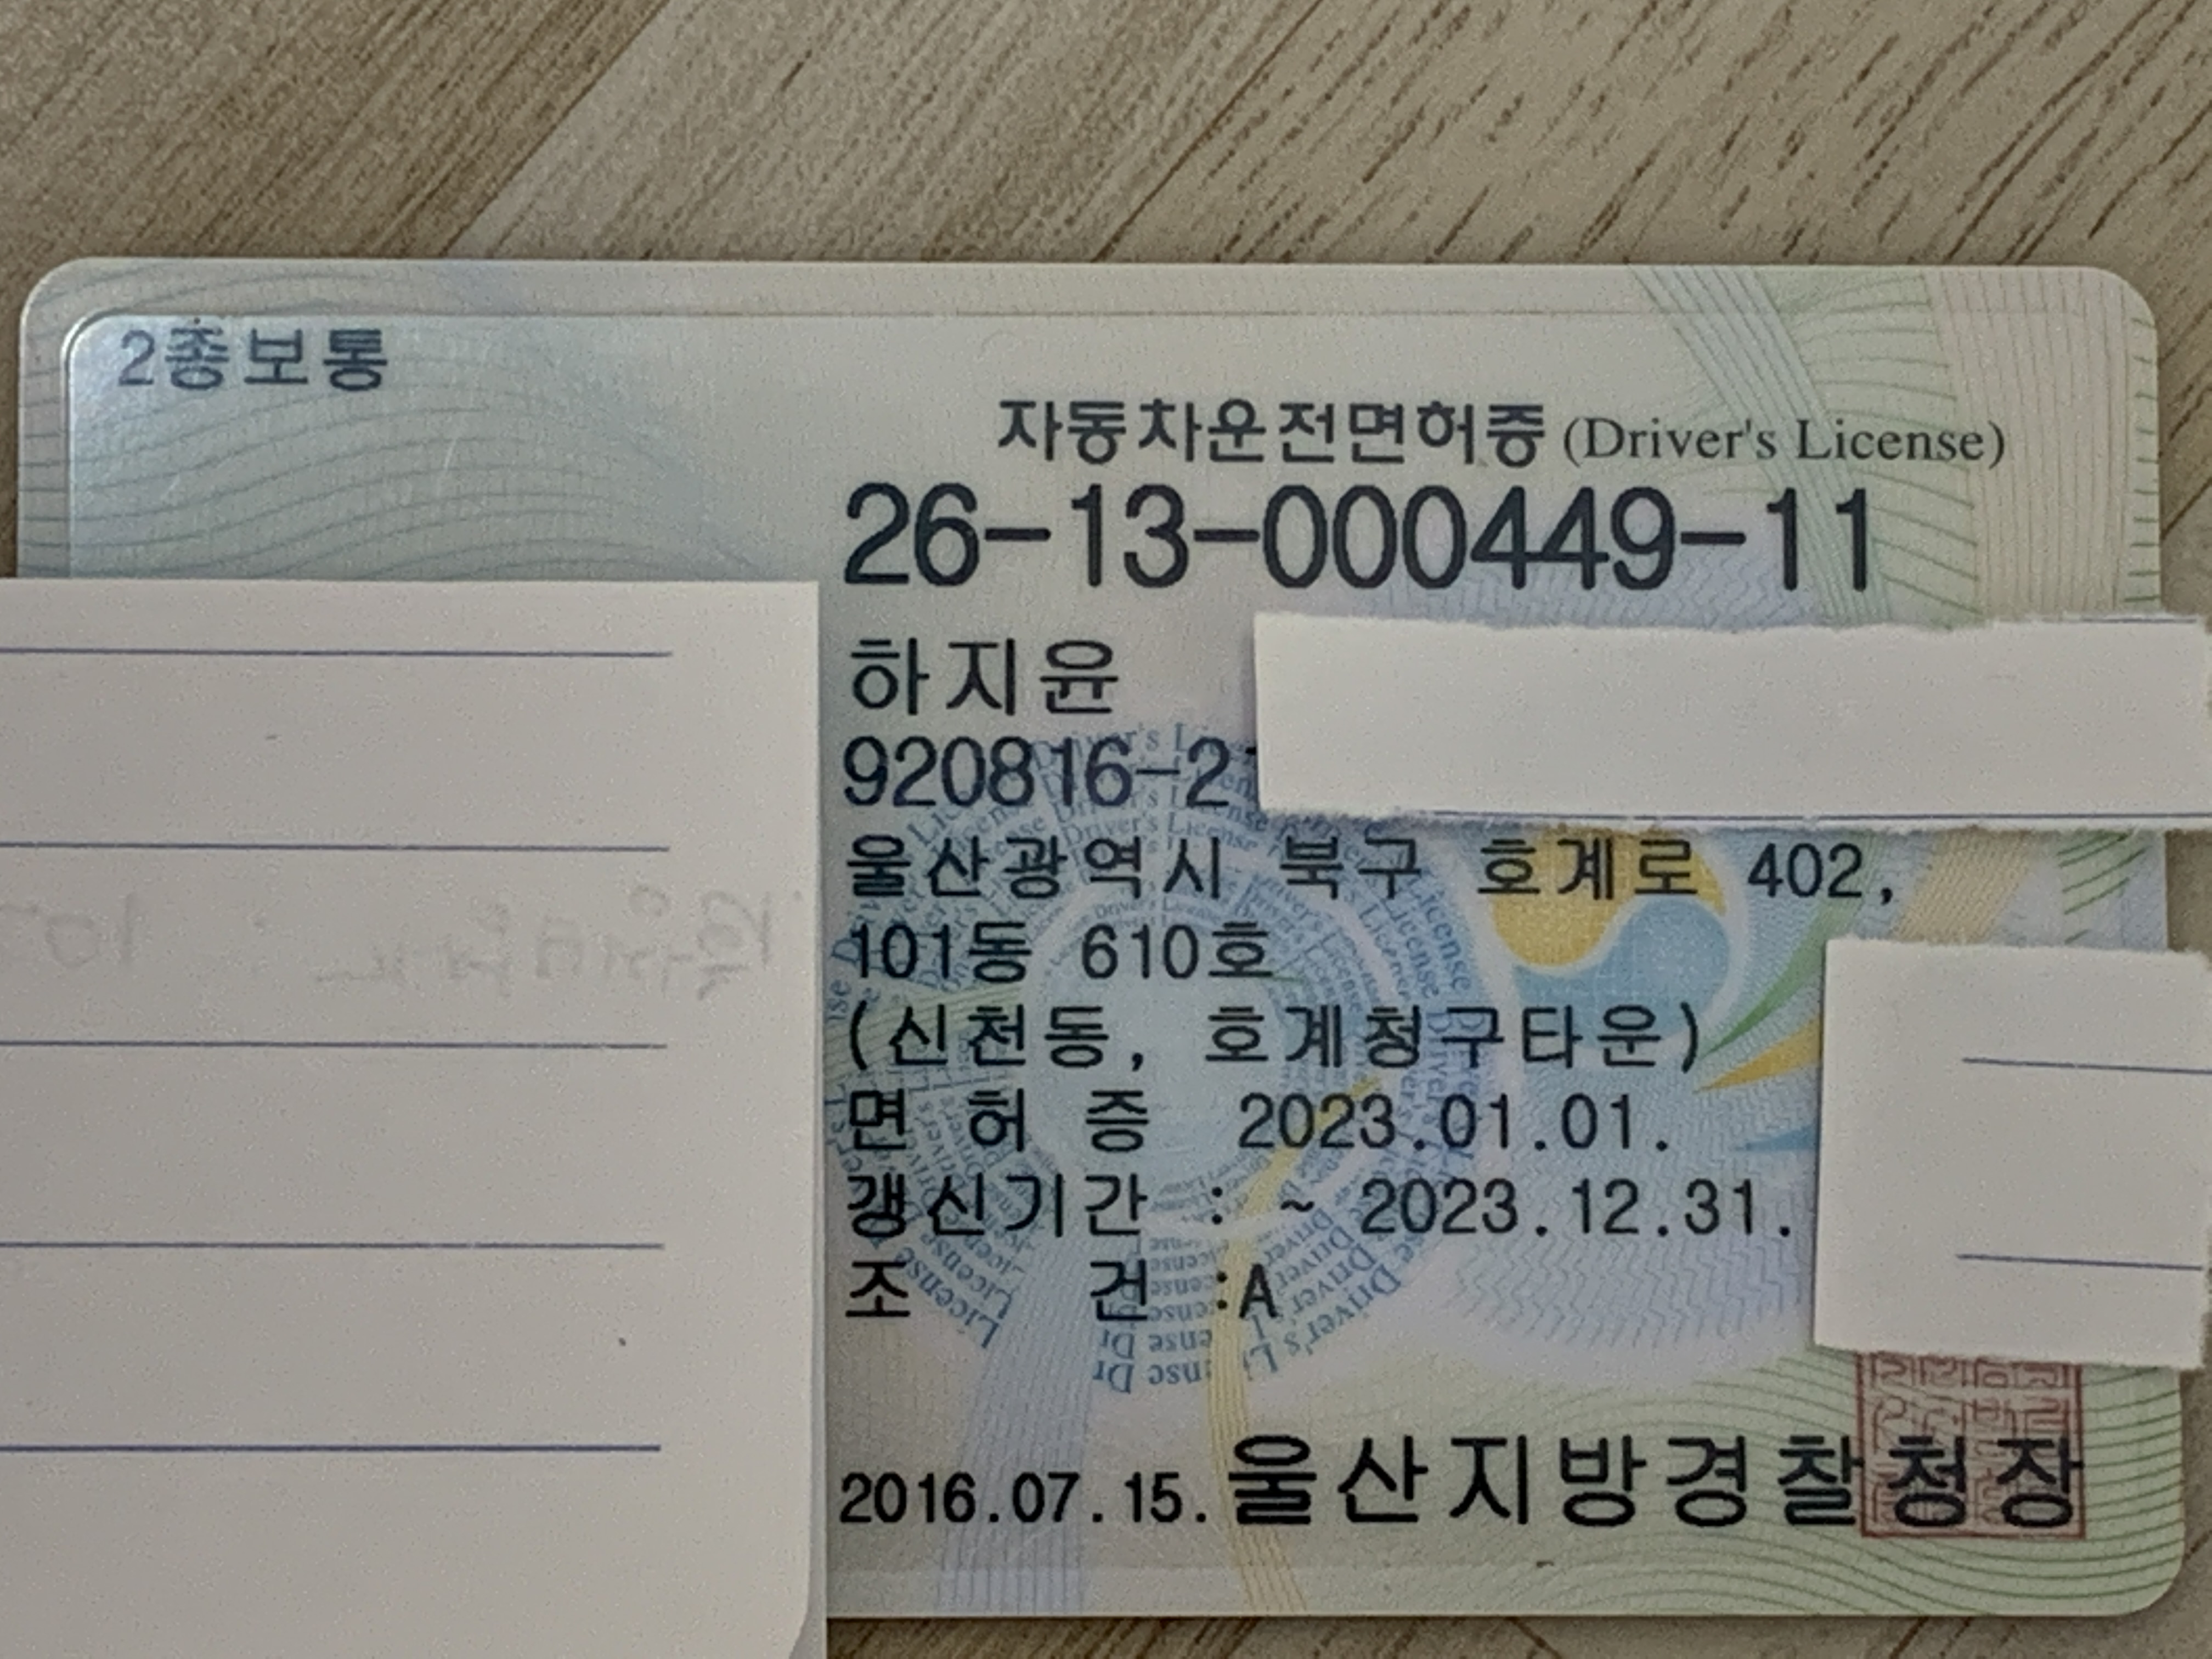 2종보통
자동차운전면허증 (Driver's License)
26-13-000449-11
하지윤
920816-2
울산광역시 북구 호계로 402,
101동 610호
(신천동, 호계청구타운)
면 허 증 2023.01.01.
갱신기간 : ~ 2023.12.31.
조 건 :A
2016.07.15. 울산지방경찰청장